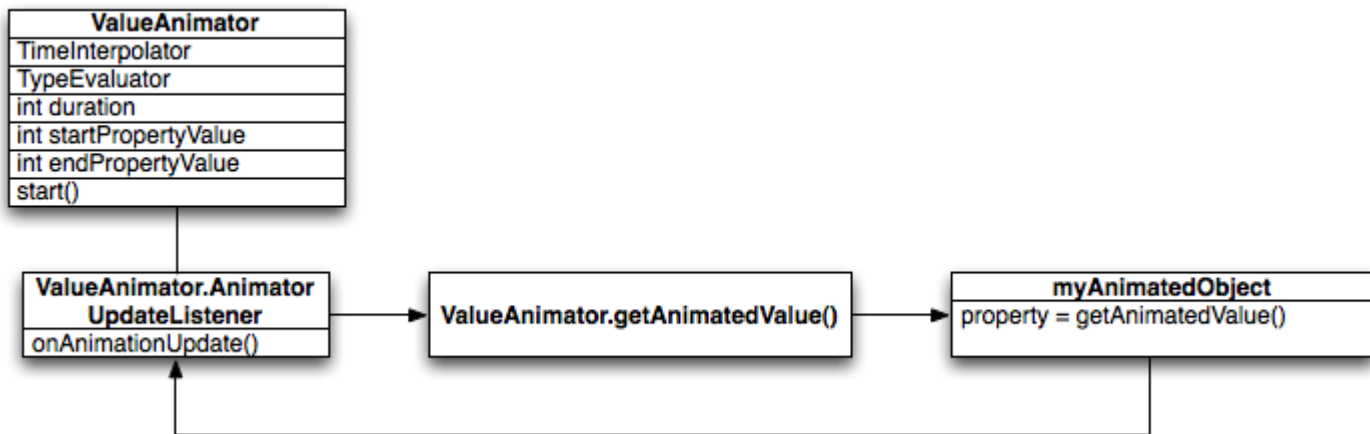 ValueAnimator
TimeInterpolator
TypeEvaluator
int duration
int startPropertyValue
int endPropertyValue
start()
ValueAnimator.Animator
UpdateListener
onAnimationUpdate()
ValueAnimator.getAnimatedValue()
myAnimatedObject
property = getAnimatedValue()